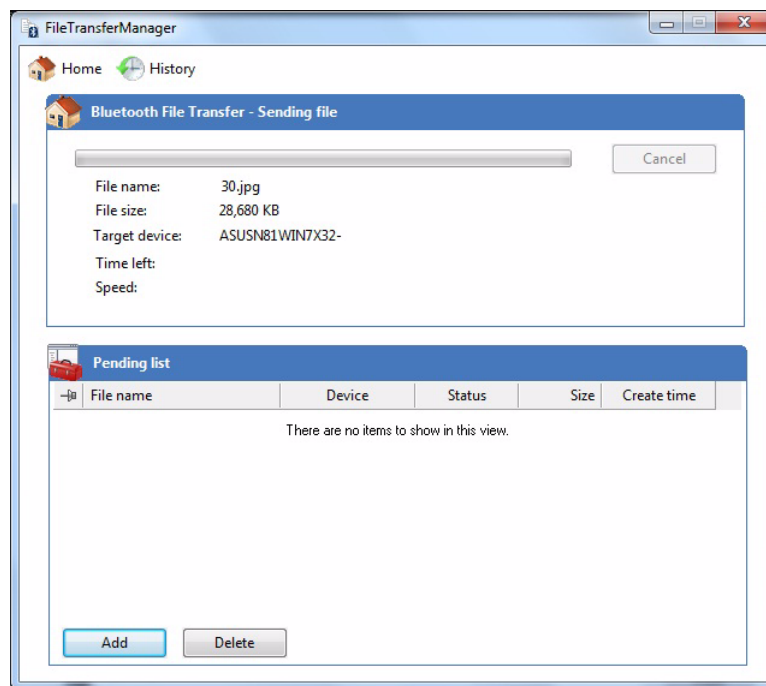 FileTransferManager
Home History
Bluetooth File Transfer - Sending file
Cancel
File name: 30.jpg
File size: 28,680 KB
Target device: ASUSN81WIN7X32-
Time left:
Speed:
Pending list
File name Device Status Size Create time
There are no items to show in this view.
Add Delete